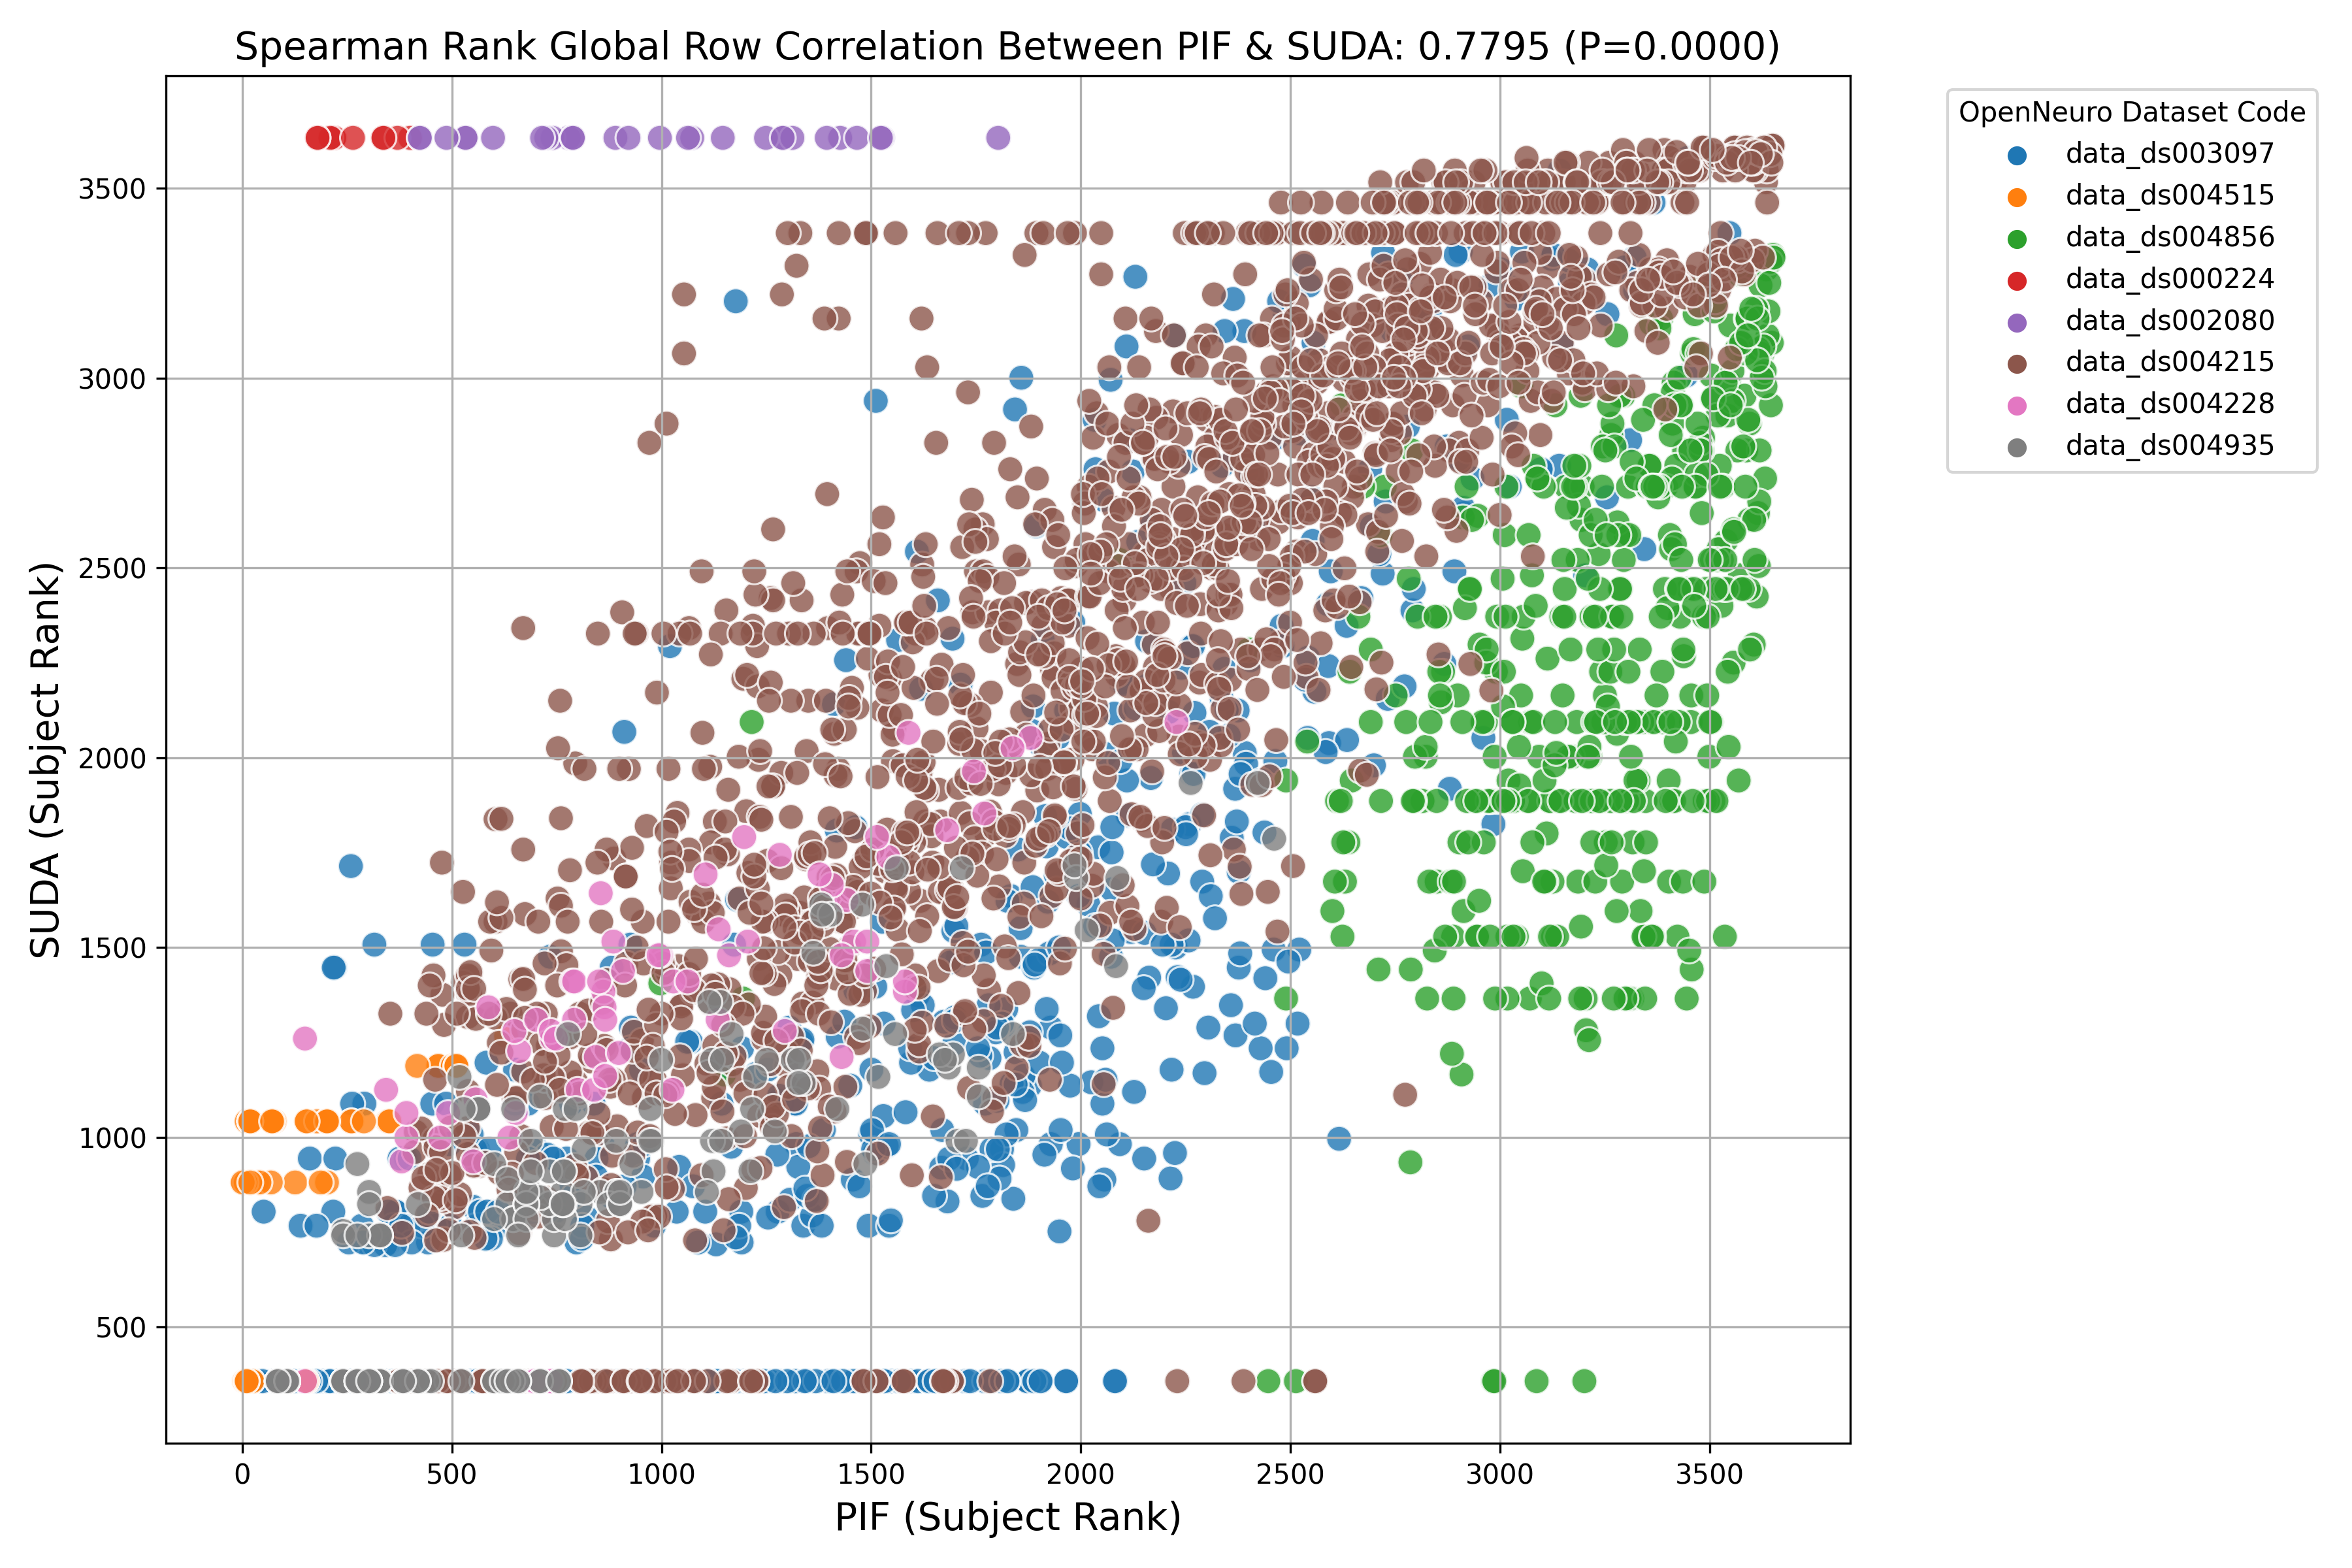 Spearman Rank Global Row Correlation Between PIF & SUDA: 0.7795 (P=0.0000)
OpenNeuro Dataset Code
data_ds003097
data_ds004515
data_ds004856
data_ds000224
data_ds002080
data_ds004215
data_ds004228
data_ds004935
SUDA (Subject Rank)
3500
3000
2500
2000
1500
1000
500
0 500 1000 1500 2000 2500 3000 3500
PIF (Subject Rank)